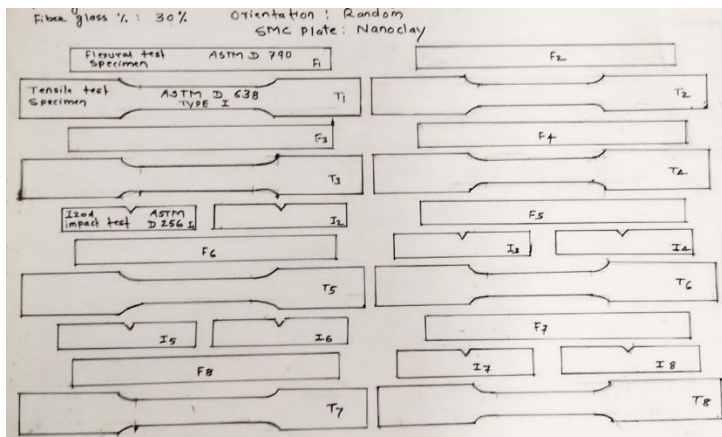 Fiber glass % : 30% Orientation : Random
SMC Plate : Nanoclay
Flexural test ASTM D 790
Specimen F1
F2
Tensile test ASTM D 638
Specimen TYPE I T1
T2
F3
F4
T3
T4
Izod ASTM
impact test D 256 I1
I2
F5
F6
I3
I4
T5
T6
I5
I6
F7
F8
I7
I8
T7
T8